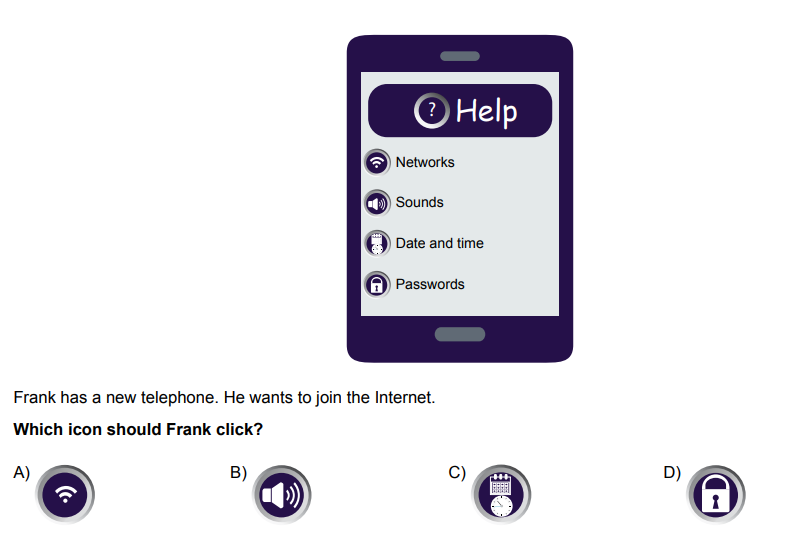 ? Help
Networks
Sounds
Date and time
Passwords
Frank has a new telephone. He wants to join the Internet.
Which icon should Frank click?
A) B) C) D)